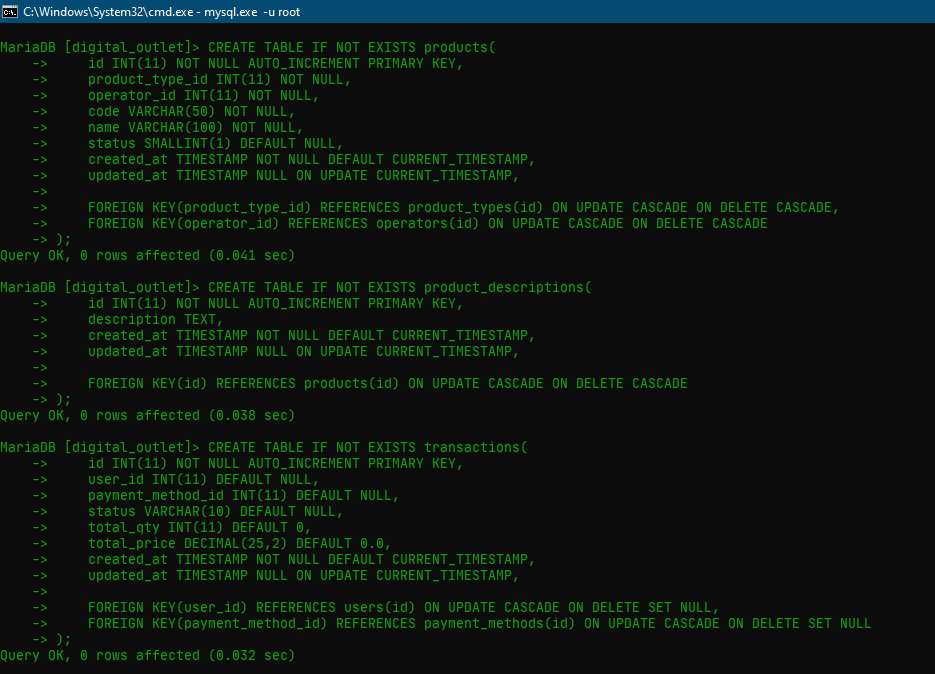 C:\Windows\System32\cmd.exe - mysql.exe  -u root
MariaDB [digital_outlet]> CREATE TABLE IF NOT EXISTS products(
    ->     id INT(11) NOT NULL AUTO_INCREMENT PRIMARY KEY,
    ->     product_type_id INT(11) NOT NULL,
    ->     operator_id INT(11) NOT NULL,
    ->     code VARCHAR(50) NOT NULL,
    ->     name VARCHAR(100) NOT NULL,
    ->     status SMALLINT(1) DEFAULT NULL,
    ->     created_at TIMESTAMP NOT NULL DEFAULT CURRENT_TIMESTAMP,
    ->     updated_at TIMESTAMP NULL ON UPDATE CURRENT_TIMESTAMP,
    ->
    ->     FOREIGN KEY(product_type_id) REFERENCES product_types(id) ON UPDATE CASCADE ON DELETE CASCADE,
    ->     FOREIGN KEY(operator_id) REFERENCES operators(id) ON UPDATE CASCADE ON DELETE CASCADE
    -> );
Query OK, 0 rows affected (0.041 sec)

MariaDB [digital_outlet]> CREATE TABLE IF NOT EXISTS product_descriptions(
    ->     id INT(11) NOT NULL AUTO_INCREMENT PRIMARY KEY,
    ->     description TEXT,
    ->     created_at TIMESTAMP NOT NULL DEFAULT CURRENT_TIMESTAMP,
    ->     updated_at TIMESTAMP NULL ON UPDATE CURRENT_TIMESTAMP,
    ->
    ->     FOREIGN KEY(id) REFERENCES products(id) ON UPDATE CASCADE ON DELETE CASCADE
    -> );
Query OK, 0 rows affected (0.038 sec)

MariaDB [digital_outlet]> CREATE TABLE IF NOT EXISTS transactions(
    ->     id INT(11) NOT NULL AUTO_INCREMENT PRIMARY KEY,
    ->     user_id INT(11) DEFAULT NULL,
    ->     payment_method_id INT(11) DEFAULT NULL,
    ->     status VARCHAR(10) DEFAULT NULL,
    ->     total_qty INT(11) DEFAULT 0,
    ->     total_price DECIMAL(25,2) DEFAULT 0.0,
    ->     created_at TIMESTAMP NOT NULL DEFAULT CURRENT_TIMESTAMP,
    ->     updated_at TIMESTAMP NULL ON UPDATE CURRENT_TIMESTAMP,
    ->
    ->     FOREIGN KEY(user_id) REFERENCES users(id) ON UPDATE CASCADE ON DELETE SET NULL,
    ->     FOREIGN KEY(payment_method_id) REFERENCES payment_methods(id) ON UPDATE CASCADE ON DELETE SET NULL
    -> );
Query OK, 0 rows affected (0.032 sec)